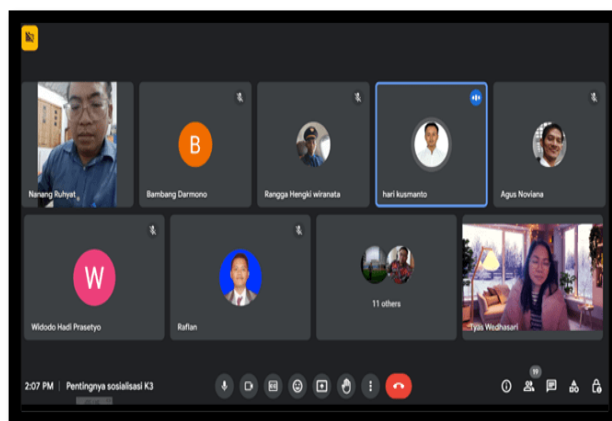 Nanang Ruhyat
B
Bambang Darmono
Rangga Hengki wiranata
hari kusmanto
Agus Noviana
W
Widodo Hadi Prasetyo
Raflan
11 others
Tyas Wedhasari
2:07 PM | Pentingnya sosialisasi K3
19